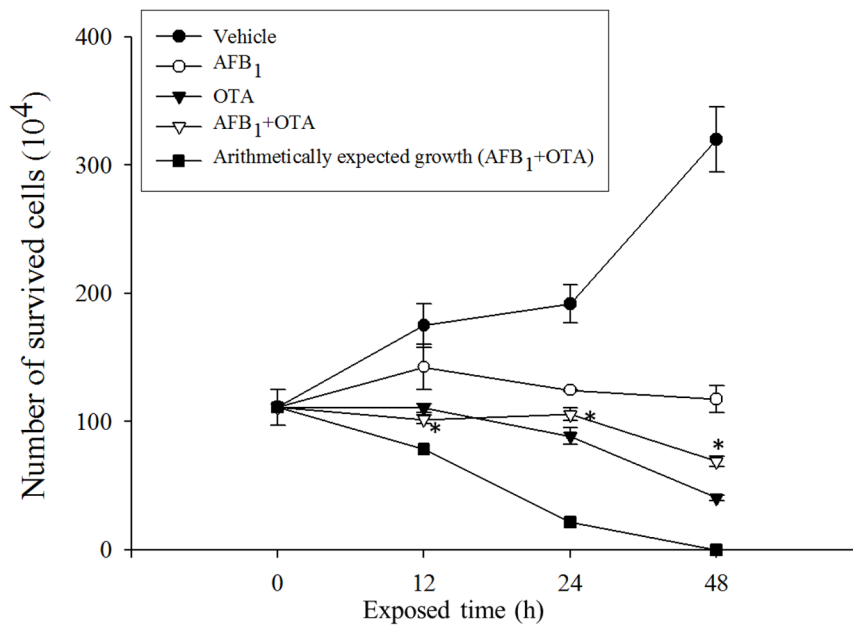 Number of survived cells (10⁴)
400
300
200
100
0
Vehicle
AFB₁
OTA
AFB₁+OTA
Arithmetically expected growth (AFB₁+OTA)
*
*
*
0 12 24 48
Exposed time (h)